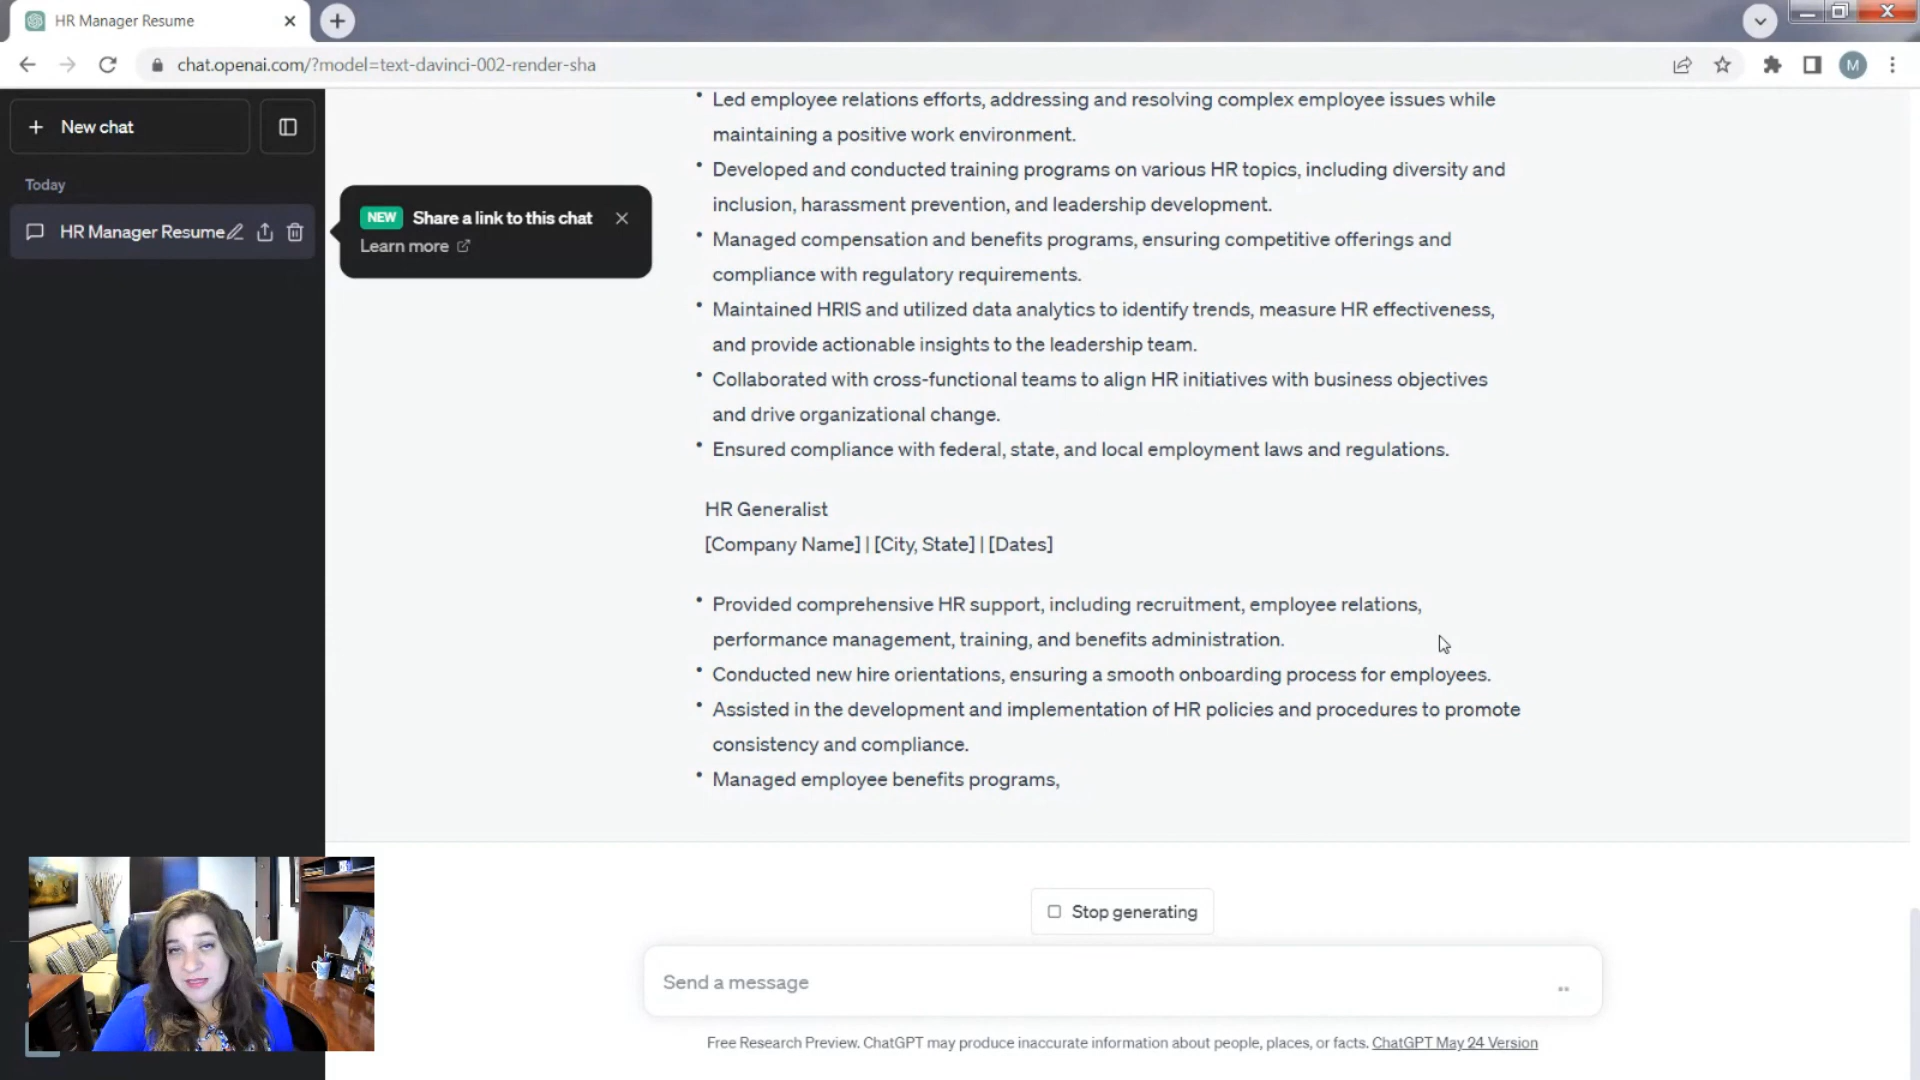 HR Manager Resume
chat.openai.com/?model=text-davinci-002-render-sha
M
New chat
Today
HR Manager Resume
NEW Share a link to this chat
Learn more
Led employee relations efforts, addressing and resolving complex employee issues while
maintaining a positive work environment.
Developed and conducted training programs on various HR topics, including diversity and
inclusion, harassment prevention, and leadership development.
Managed compensation and benefits programs, ensuring competitive offerings and
compliance with regulatory requirements.
Maintained HRIS and utilized data analytics to identify trends, measure HR effectiveness,
and provide actionable insights to the leadership team.
Collaborated with cross-functional teams to align HR initiatives with business objectives
and drive organizational change.
Ensured compliance with federal, state, and local employment laws and regulations.
HR Generalist
[Company Name] | [City, State] | [Dates]
Provided comprehensive HR support, including recruitment, employee relations,
performance management, training, and benefits administration.
Conducted new hire orientations, ensuring a smooth onboarding process for employees.
Assisted in the development and implementation of HR policies and procedures to promote
consistency and compliance.
Managed employee benefits programs,
Stop generating
Send a message
Free Research Preview. ChatGPT may produce inaccurate information about people, places, or facts. ChatGPT May 24 Version